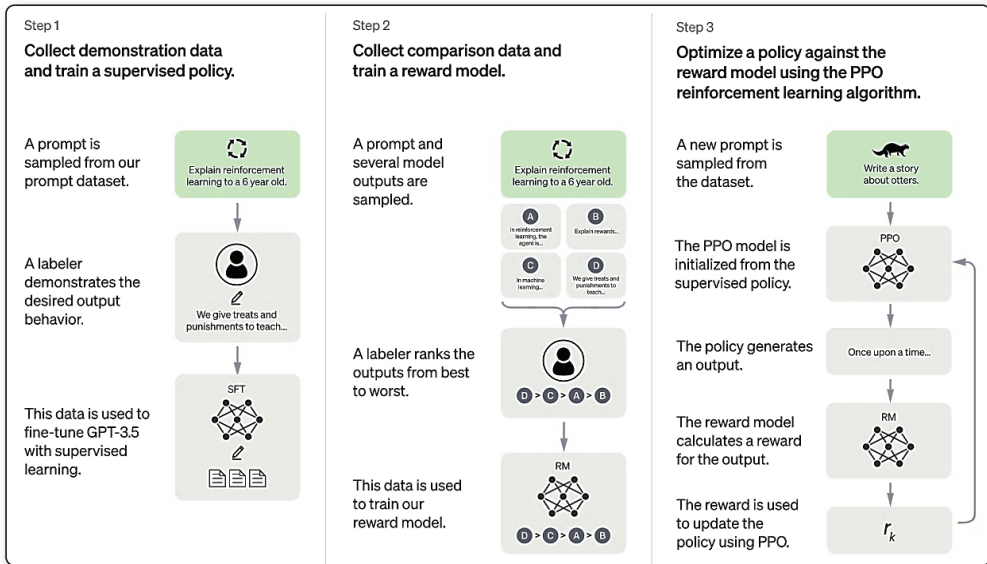 Step 1
Collect demonstration data
and train a supervised policy.
A prompt is
sampled from our
prompt dataset.
Explain reinforcement
learning to a 6 year old.
A labeler
demonstrates the
desired output
behavior.
We give treats and
punishments to teach...
This data is used to
fine-tune GPT-3.5
with supervised
learning.
SFT
Step 2
Collect comparison data and
train a reward model.
A prompt and
several model
outputs are
sampled.
Explain reinforcement
learning to a 6 year old.
A
In reinforcement
learning, the
agent is...
B
Explain rewards...
C
In machine
learning...
D
We give treats and
punishments to
teach...
A labeler ranks the
outputs from best
to worst.
D > C > A > B
This data is used
to train our
reward model.
RM
D > C > A > B
Step 3
Optimize a policy against the
reward model using the PPO
reinforcement learning algorithm.
A new prompt is
sampled from
the dataset.
Write a story
about otters.
The PPO model is
initialized from the
supervised policy.
PPO
The policy generates
an output.
Once upon a time...
The reward model
calculates a reward
for the output.
RM
The reward is used
to update the
policy using PPO.
r_k